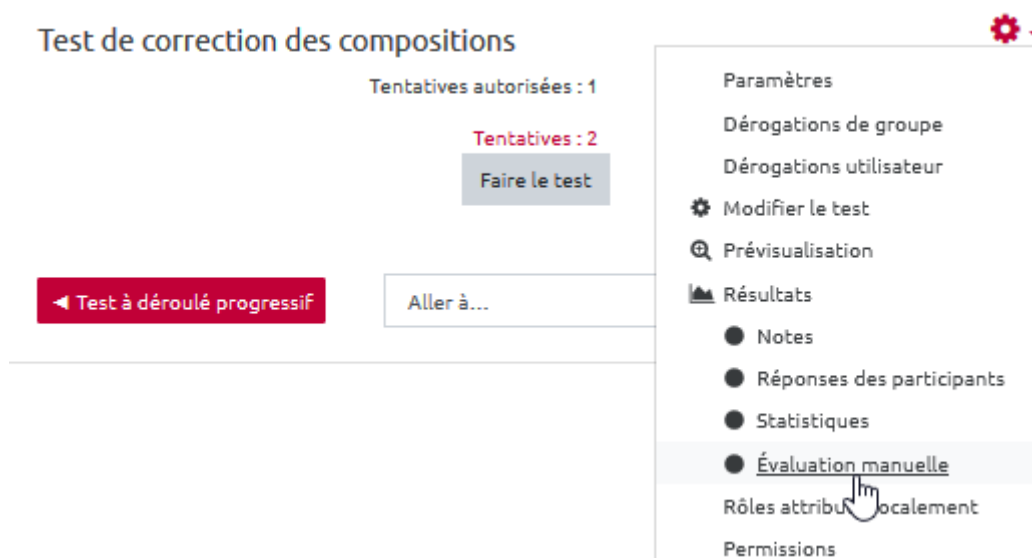 Test de correction des compositions
Tentatives autorisées : 1
Tentatives : 2
Faire le test
◄ Test à déroulé progressif
Aller à...
Paramètres
Dérogations de groupe
Dérogations utilisateur
Modifier le test
Prévisualisation
Résultats
Notes
Réponses des participants
Statistiques
Évaluation manuelle
Rôles attribu ocalement
Permissions